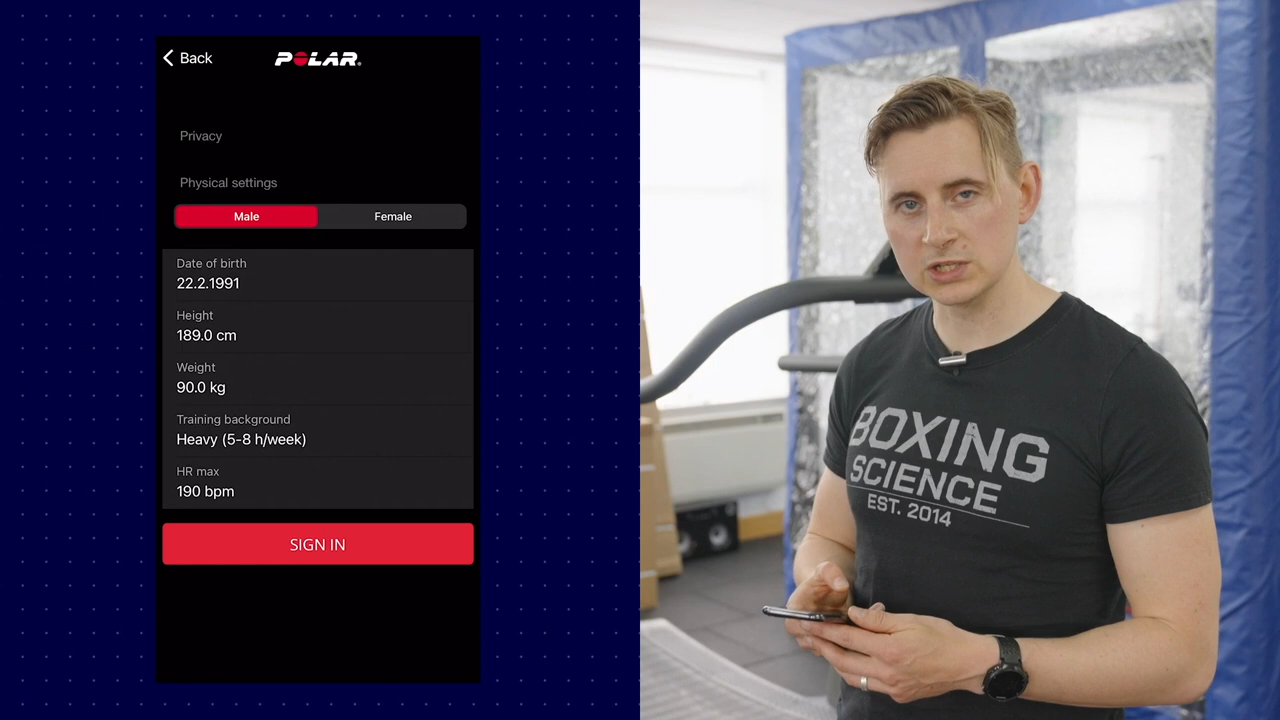 Back
POLAR
Privacy
Physical settings
Male
Female
Date of birth
22.2.1991
Height
189.0 cm
Weight
90.0 kg
Training background
Heavy (5-8 h/week)
HR max
190 bpm
SIGN IN
BOXING
SCIENCE
EST. 2014